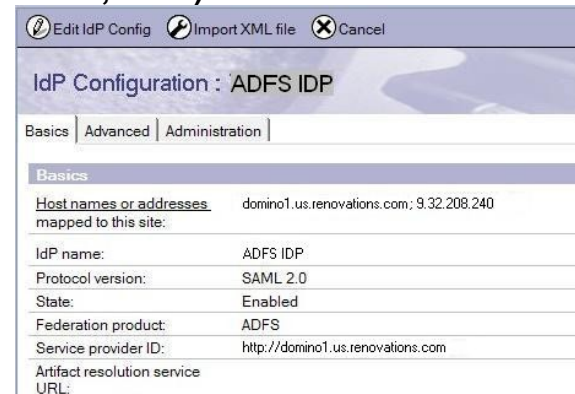 Edit IdP Config Import XML file Cancel
IdP Configuration : ADFS IDP
Basics Advanced Administration
Basics
Host names or addresses domino1.us.renovations.com; 9.32.208.240
mapped to this site:
IdP name: ADFS IDP
Protocol version: SAML 2.0
State: Enabled
Federation product: ADFS
Service provider ID: http://domino1.us.renovations.com
Artifact resolution service
URL: